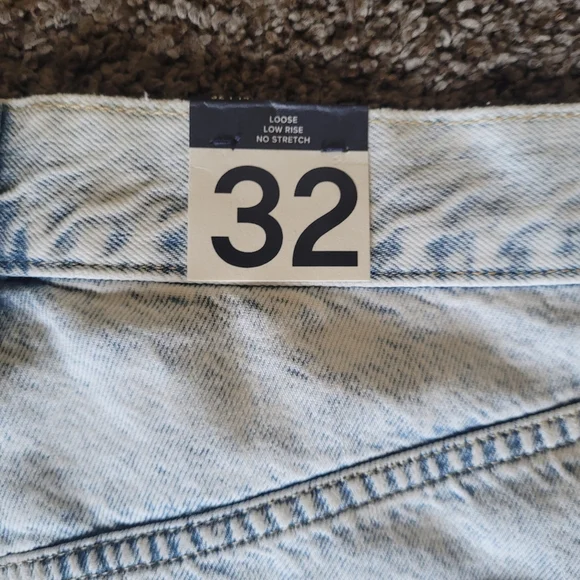 LOOSE
LOW RISE
NO STRETCH
32